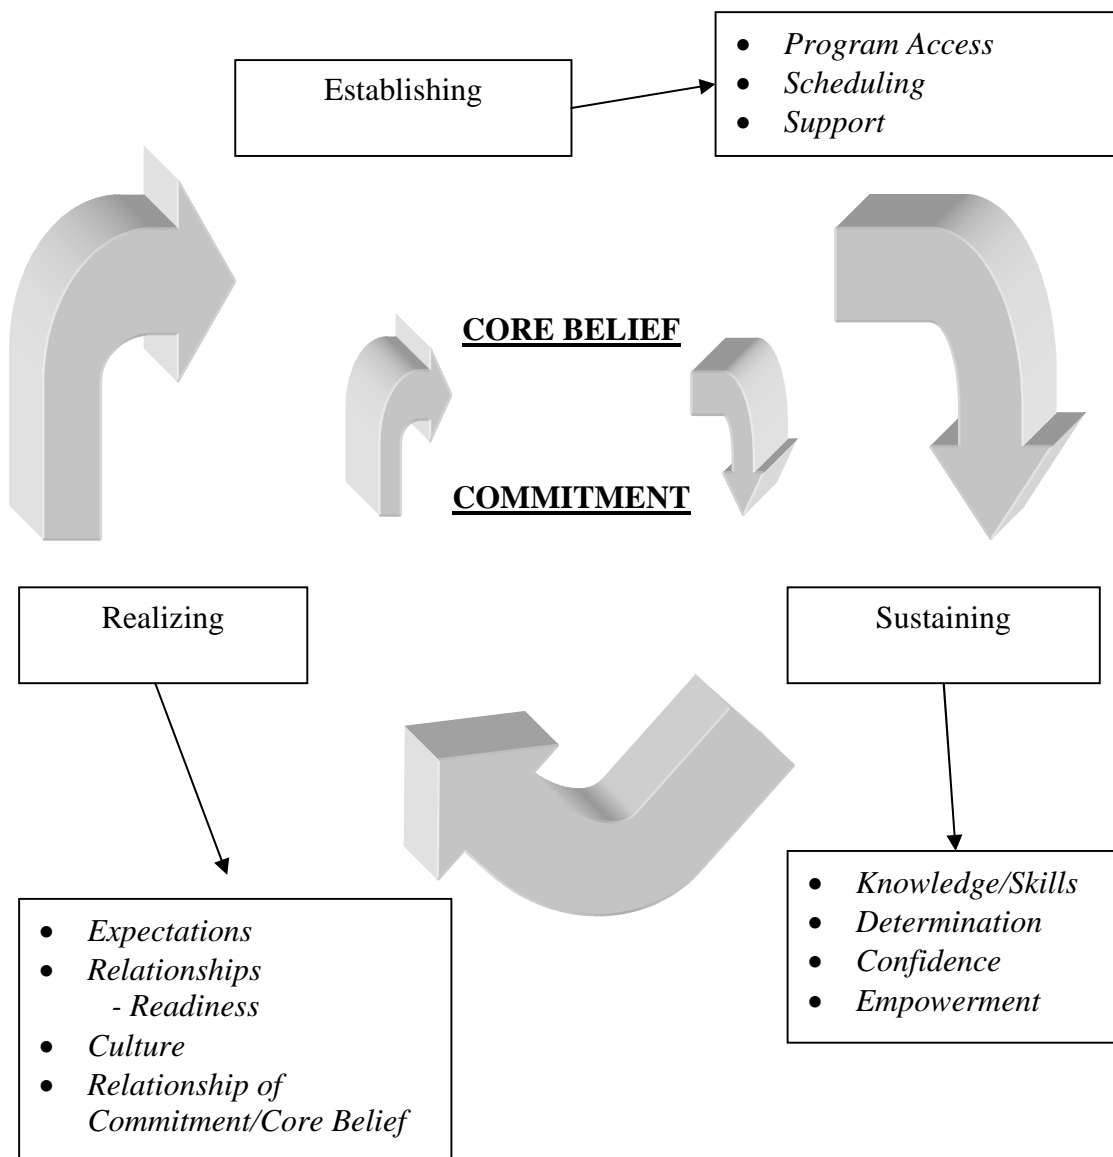 Establishing
• Program Access
• Scheduling
• Support
CORE BELIEF
COMMITMENT
Realizing
Sustaining
• Knowledge/Skills
• Determination
• Confidence
• Empowerment
• Expectations
• Relationships
- Readiness
• Culture
• Relationship of
Commitment/Core Belief